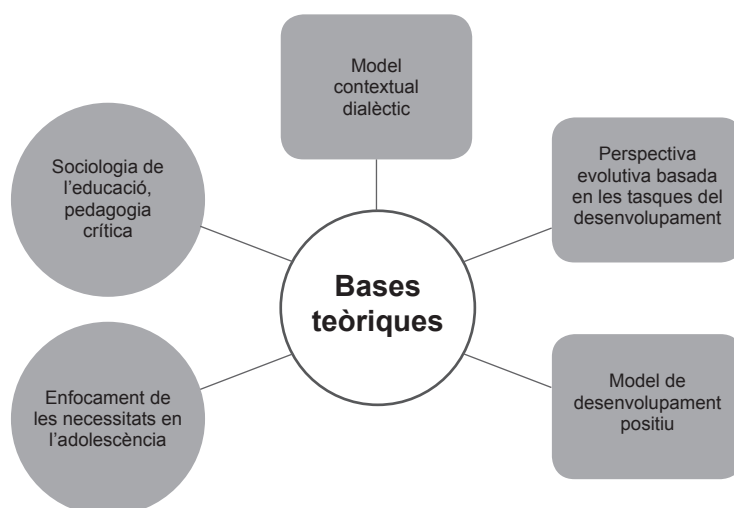 Model
contextual
dialèctic
Sociologia de
l’educació,
pedagogia
crítica
Perspectiva
evolutiva basada
en les tasques del
desenvolupament
Bases
teòriques
Enfocament de
les necessitats en
l’adolescència
Model de
desenvolupament
positiu